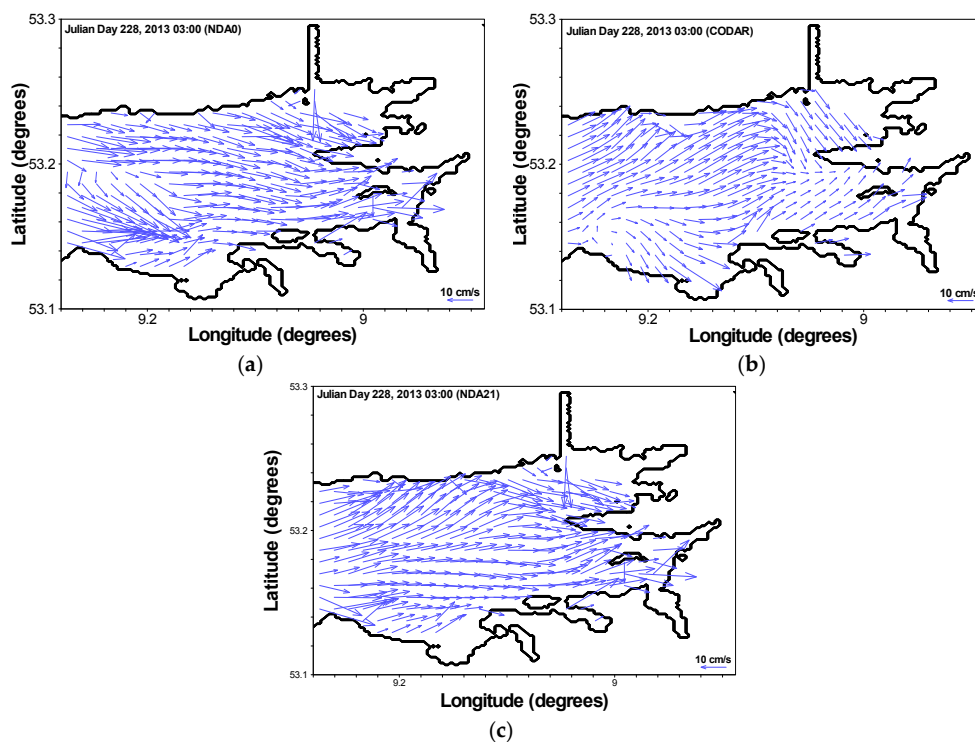 53.3
Julian Day 228, 2013 03:00 (NDA0)
Latitude (degrees)
53.2
53.1
10 cm/s
9.2
9
Longitude (degrees)
(a)
53.3
Julian Day 228, 2013 03:00 (CODAR)
Latitude (degrees)
53.2
53.1
10 cm/s
9.2
9
Longitude (degrees)
(b)
53.3
Julian Day 228, 2013 03:00 (NDA21)
Latitude (degrees)
53.2
53.1
10 cm/s
9.2
9
Longitude (degrees)
(c)